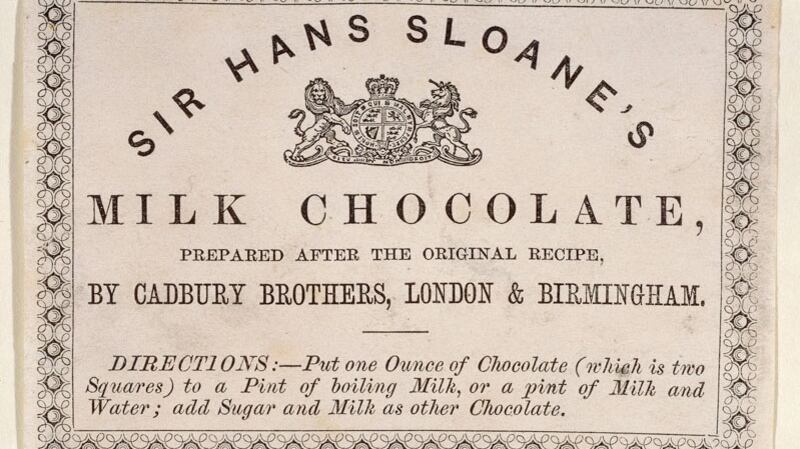 SIR HANS SLOANE'S
MILK CHOCOLATE,
PREPARED AFTER THE ORIGINAL RECIPE,
BY CADBURY BROTHERS, LONDON & BIRMINGHAM.
DIRECTIONS:—Put one Ounce of Chocolate (which is two
Squares) to a Pint of boiling Milk, or a pint of Milk and
Water; add Sugar and Milk as other Chocolate.